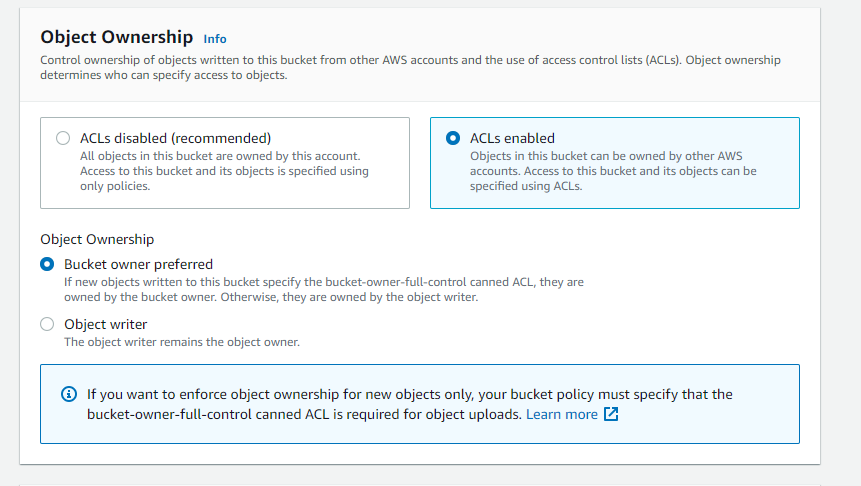 Object Ownership Info
Control ownership of objects written to this bucket from other AWS accounts and the use of access control lists (ACLs). Object ownership
determines who can specify access to objects.
ACLs disabled (recommended)
All objects in this bucket are owned by this account.
Access to this bucket and its objects is specified using
only policies.
ACLs enabled
Objects in this bucket can be owned by other AWS
accounts. Access to this bucket and its objects can be
specified using ACLs.
Object Ownership
Bucket owner preferred
If new objects written to this bucket specify the bucket-owner-full-control canned ACL, they are
owned by the bucket owner. Otherwise, they are owned by the object writer.
Object writer
The object writer remains the object owner.
If you want to enforce object ownership for new objects only, your bucket policy must specify that the
bucket-owner-full-control canned ACL is required for object uploads. Learn more